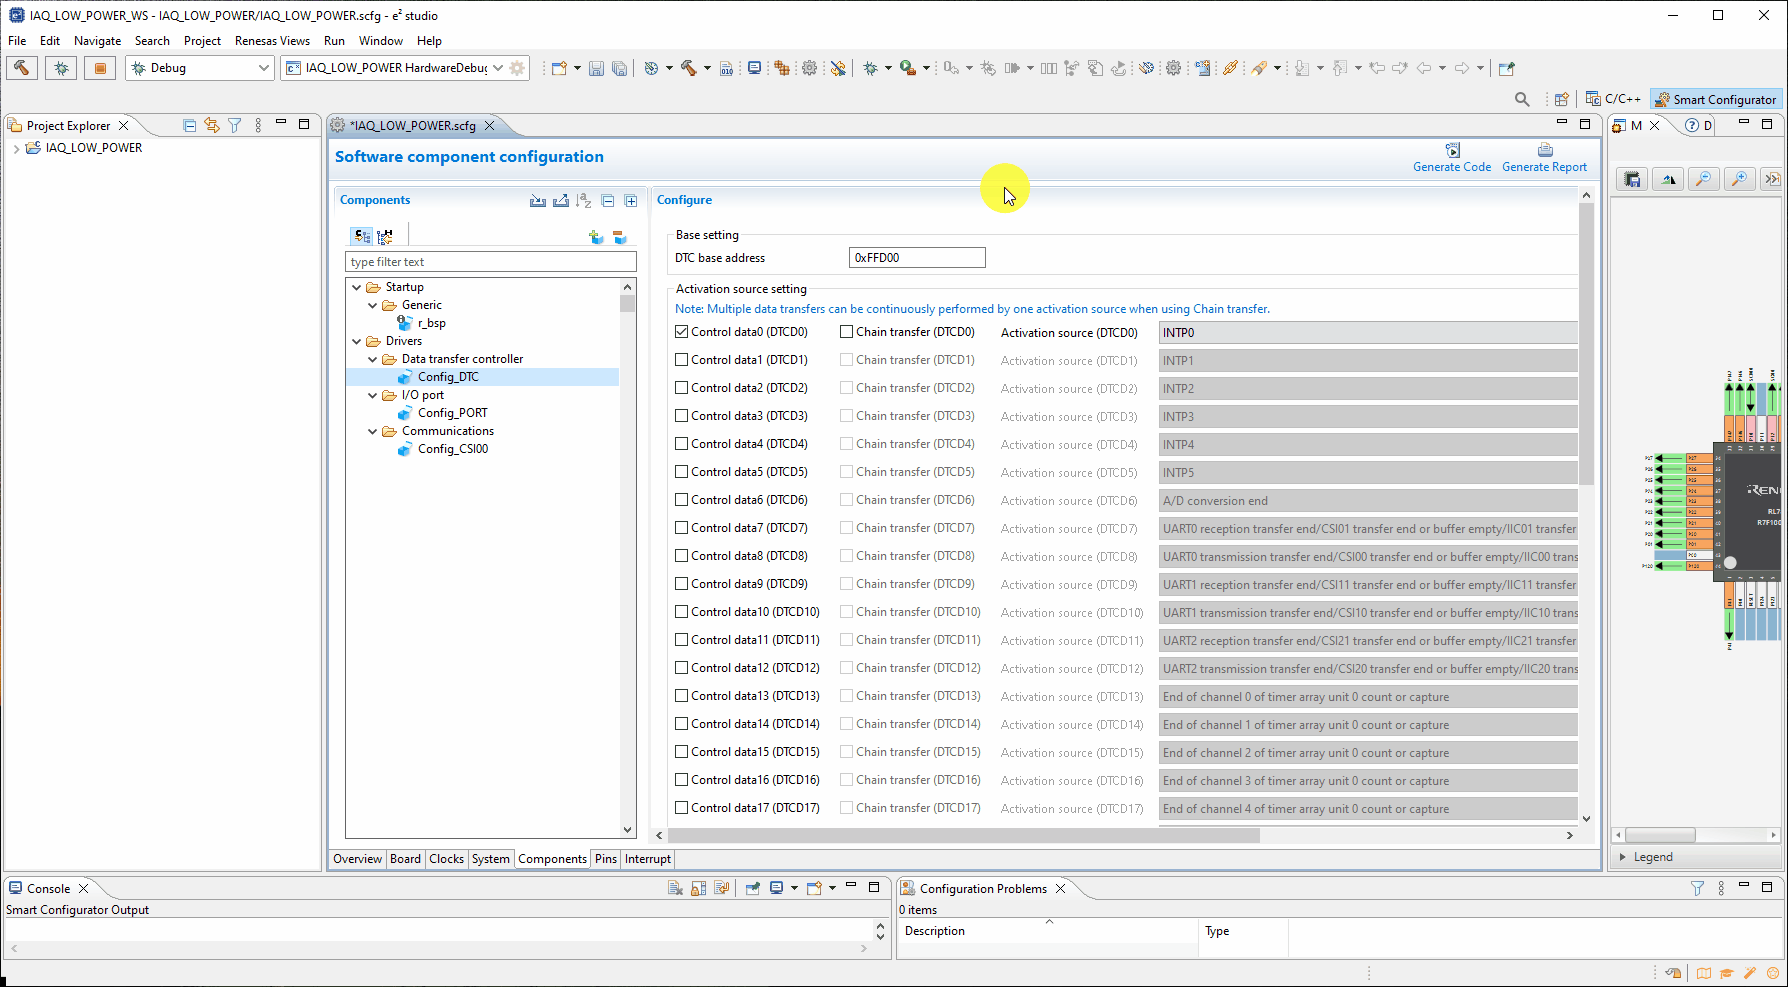 IAQ_LOW_POWER_WS - IAQ_LOW_POWER/IAQ_LOW_POWER.scfg - e² studio
File Edit Navigate Search Project Renesas Views Run Window Help
Debug
IAQ_LOW_POWER HardwareDebug
C/C++
Smart Configurator
Project Explorer
IAQ_LOW_POWER
*IAQ_LOW_POWER.scfg
Software component configuration
Generate Code
Generate Report
Components
type filter text
Startup
Generic
r_bsp
Drivers
Data transfer controller
Config_DTC
I/O port
Config_PORT
Communications
Config_CSI00
Configure
Base setting
DTC base address 0xFFD00
Activation source setting
Note: Multiple data transfers can be continuously performed by one activation source when using Chain transfer.
Control data0 (DTCD0) Chain transfer (DTCD0) Activation source (DTCD0) INTP0
Control data1 (DTCD1) Chain transfer (DTCD1) Activation source (DTCD1) INTP1
Control data2 (DTCD2) Chain transfer (DTCD2) Activation source (DTCD2) INTP2
Control data3 (DTCD3) Chain transfer (DTCD3) Activation source (DTCD3) INTP3
Control data4 (DTCD4) Chain transfer (DTCD4) Activation source (DTCD4) INTP4
Control data5 (DTCD5) Chain transfer (DTCD5) Activation source (DTCD5) INTP5
Control data6 (DTCD6) Chain transfer (DTCD6) Activation source (DTCD6) A/D conversion end
Control data7 (DTCD7) Chain transfer (DTCD7) Activation source (DTCD7) UART0 reception transfer end/CSI01 transfer end or buffer empty/IIC01 transfer
Control data8 (DTCD8) Chain transfer (DTCD8) Activation source (DTCD8) UART0 transmission transfer end/CSI00 transfer end or buffer empty/IIC00 trans
Control data9 (DTCD9) Chain transfer (DTCD9) Activation source (DTCD9) UART1 reception transfer end/CSI11 transfer end or buffer empty/IIC11 transfer
Control data10 (DTCD10) Chain transfer (DTCD10) Activation source (DTCD10) UART1 transmission transfer end/CSI10 transfer end or buffer empty/IIC10 trans
Control data11 (DTCD11) Chain transfer (DTCD11) Activation source (DTCD11) UART2 reception transfer end/CSI21 transfer end or buffer empty/IIC21 transfer
Control data12 (DTCD12) Chain transfer (DTCD12) Activation source (DTCD12) UART2 transmission transfer end/CSI20 transfer end or buffer empty/IIC20 trans
Control data13 (DTCD13) Chain transfer (DTCD13) Activation source (DTCD13) End of channel 0 of timer array unit 0 count or capture
Control data14 (DTCD14) Chain transfer (DTCD14) Activation source (DTCD14) End of channel 1 of timer array unit 0 count or capture
Control data15 (DTCD15) Chain transfer (DTCD15) Activation source (DTCD15) End of channel 2 of timer array unit 0 count or capture
Control data16 (DTCD16) Chain transfer (DTCD16) Activation source (DTCD16) End of channel 3 of timer array unit 0 count or capture
Control data17 (DTCD17) Chain transfer (DTCD17) Activation source (DTCD17) End of channel 4 of timer array unit 0 count or capture
Overview Board Clocks System Components Pins Interrupt
M
D
RENE
Legend
Console
Smart Configurator Output
Configuration Problems
0 items
Description Type